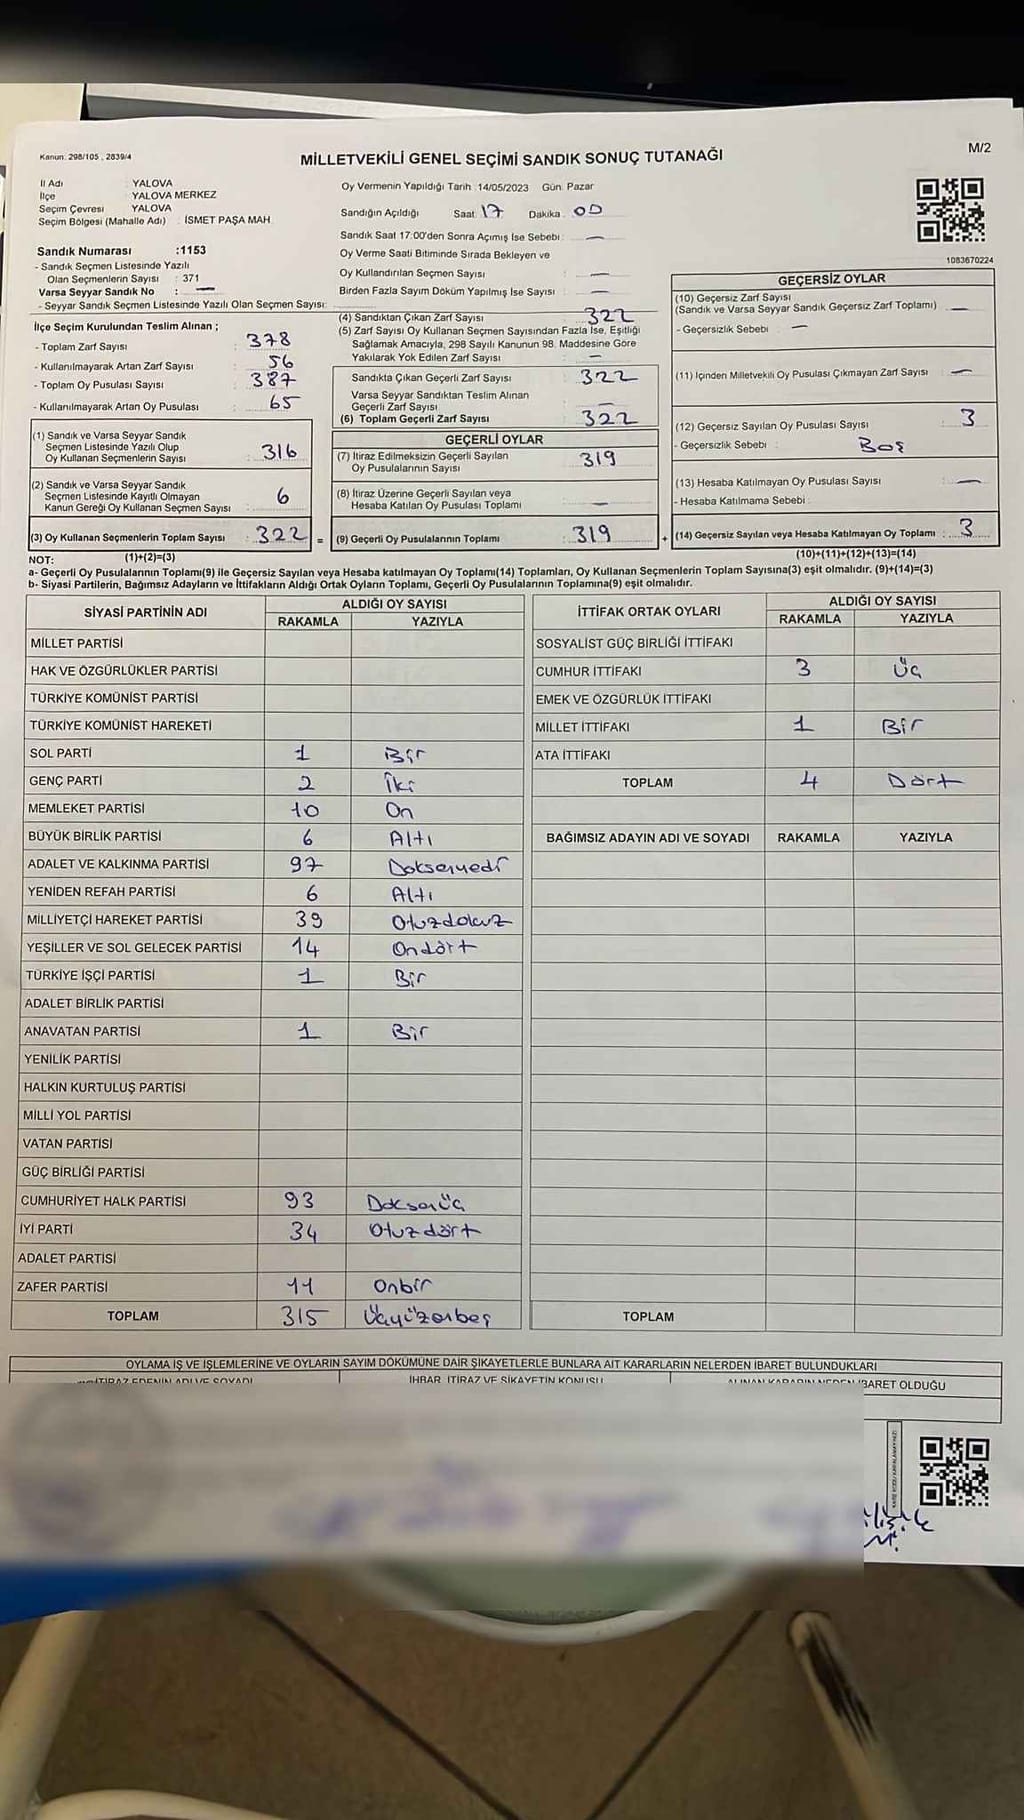 Kanun: 298/105 , 2839/4
MİLLETVEKİLİ GENEL SEÇİMİ SANDIK SONUÇ TUTANAĞI
M/2
İl Adı : YALOVA
İlçe : YALOVA MERKEZ
Seçim Çevresi : YALOVA
Seçim Bölgesi (Mahalle Adı) : İSMET PAŞA MAH.
Oy Vermenin Yapıldığı Tarih :14/05/2023 Gün: Pazar
Sandığın Açıldığı Saat: 17 Dakika: 00
Sandık Saat 17:00'den Sonra Açımış İse Sebebi : —
Oy Verme Saati Bitiminde Sırada Bekleyen ve
Oy Kullandırılan Seçmen Sayısı : —
Birden Fazla Sayım Döküm Yapılmış İse Sayısı : —
1083670224
Sandık Numarası :1153
- Sandık Seçmen Listesinde Yazılı
Olan Seçmenlerin Sayısı : 371
Varsa Seyyar Sandık No : —
- Seyyar Sandık Seçmen Listesinde Yazılı Olan Seçmen Sayısı:
İlçe Seçim Kurulundan Teslim Alınan ;
- Toplam Zarf Sayısı : 378
- Kullanılmayarak Artan Zarf Sayısı : 56
- Toplam Oy Pusulası Sayısı : 387
- Kullanılmayarak Artan Oy Pusulası : 65
(1) Sandık ve Varsa Seyyar Sandık
Seçmen Listesinde Yazılı Olup
Oy Kullanan Seçmenlerin Sayısı : 316
(2) Sandık ve Varsa Seyyar Sandık
Seçmen Listesinde Kayıtlı Olmayan
Kanun Gereği Oy Kullanan Seçmen Sayısı : 6
(3) Oy Kullanan Seçmenlerin Toplam Sayısı : 322 =
(4) Sandıktan Çıkan Zarf Sayısı : 322
(5) Zarf Sayısı Oy Kullanan Seçmen Sayısından Fazla İse, Eşitliği
Sağlamak Amacıyla, 298 Sayılı Kanunun 98. Maddesine Göre
Yakılarak Yok Edilen Zarf Sayısı : —
Sandıkta Çıkan Geçerli Zarf Sayısı : 322
Varsa Seyyar Sandıktan Teslim Alınan
Geçerli Zarf Sayısı : —
(6) Toplam Geçerli Zarf Sayısı : 322
GEÇERLİ OYLAR
(7) İtiraz Edilmeksizin Geçerli Sayılan
Oy Pusulalarının Sayısı : 319
(8) İtiraz Üzerine Geçerli Sayılan veya
Hesaba Katılan Oy Pusulası Toplamı : —
(9) Geçerli Oy Pusulalarının Toplamı : 319 +
GEÇERSİZ OYLAR
(10) Geçersiz Zarf Sayısı
(Sandık ve Varsa Seyyar Sandık Geçersiz Zarf Toplamı) : —
- Geçersizlik Sebebi : —
(11) İçinden Milletvekili Oy Pusulası Çıkmayan Zarf Sayısı : —
(12) Geçersiz Sayılan Oy Pusulası Sayısı : 3
- Geçersizlik Sebebi : Boş
(13) Hesaba Katılmayan Oy Pusulası Sayısı : —
- Hesaba Katılmama Sebebi :
(14) Geçersiz Sayılan veya Hesaba Katılmayan Oy Toplamı : 3
NOT: (1)+(2)=(3)
(10)+(11)+(12)+(13)=(14)
a- Geçerli Oy Pusulalarının Toplamı(9) ile Geçersiz Sayılan veya Hesaba katılmayan Oy Toplamı(14) Toplamları, Oy Kullanan Seçmenlerin Toplam Sayısına(3) eşit olmalıdır. (9)+(14)=(3)
b- Siyasi Partilerin, Bağımsız Adayların ve İttifakların Aldığı Ortak Oyların Toplamı, Geçerli Oy Pusulalarının Toplamına(9) eşit olmalıdır.
SİYASİ PARTİNİN ADI ALDIĞI OY SAYISI
RAKAMLA YAZIYLA
MİLLET PARTİSİ
HAK VE ÖZGÜRLÜKLER PARTİSİ
TÜRKİYE KOMÜNİST PARTİSİ
TÜRKİYE KOMÜNİST HAREKETİ
SOL PARTİ 1 Bir
GENÇ PARTİ 2 İki
MEMLEKET PARTİSİ 10 On
BÜYÜK BİRLİK PARTİSİ 6 Altı
ADALET VE KALKINMA PARTİSİ 97 Doksanyedi
YENİDEN REFAH PARTİSİ 6 Altı
MİLLİYETÇİ HAREKET PARTİSİ 39 Otuzdokuz
YEŞİLLER VE SOL GELECEK PARTİSİ 14 Ondört
TÜRKİYE İŞÇİ PARTİSİ 1 Bir
ADALET BİRLİK PARTİSİ
ANAVATAN PARTİSİ 1 Bir
YENİLİK PARTİSİ
HALKIN KURTULUŞ PARTİSİ
MİLLİ YOL PARTİSİ
VATAN PARTİSİ
GÜÇ BİRLİĞİ PARTİSİ
CUMHURİYET HALK PARTİSİ 93 Doksanüç
İYİ PARTİ 34 Otuzdört
ADALET PARTİSİ
ZAFER PARTİSİ 11 Onbir
TOPLAM 315 Üçyüzonbeş
İTTİFAK ORTAK OYLARI ALDIĞI OY SAYISI
RAKAMLA YAZIYLA
SOSYALİST GÜÇ BİRLİĞİ İTTİFAKI
CUMHUR İTTİFAKI 3 Üç
EMEK VE ÖZGÜRLÜK İTTİFAKI
MİLLET İTTİFAKI 1 Bir
ATA İTTİFAKI
TOPLAM 4 Dört
BAĞIMSIZ ADAYIN ADI VE SOYADI RAKAMLA YAZIYLA
TOPLAM
OYLAMA İŞ VE İŞLEMLERİNE VE OYLARIN SAYIM DÖKÜMÜNE DAİR ŞİKAYETLERLE BUNLARA AİT KARARLARIN NELERDEN İBARET BULUNDUKLARI
İTİRAZ EDENİN ADI VE SOYADI İHBAR, İTİRAZ VE ŞİKAYETİN KONUSU ALINAN KARARIN NEDEN İBARET OLDUĞU